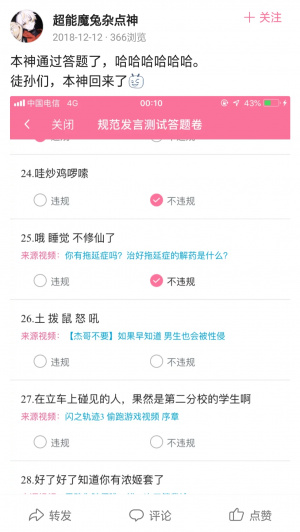 超能魔兔杂点神
2018-12-12 · 366浏览
+ 关注
本神通过答题了，哈哈哈哈哈哈。
徒孙们，本神回来了
中国电信 4G 00:10 43%
关闭 规范发言测试答题卷
24.哇炒鸡啰嗦
违规 不违规
25.哦 睡觉 不修仙了
来源视频：你有拖延症吗？治好拖延症的解药是什么？
违规 不违规
26.土 拨 鼠 怒 吼
来源视频：【杰哥不要】如果早知道 男生也会被性侵
违规 不违规
27.在立车上碰见的人，果然是第二分校的学生啊
来源视频：闪之轨迹3 偷跑游戏视频 序章
违规 不违规
28.好了好了知道你有浓姬套了
转发 评论 点赞